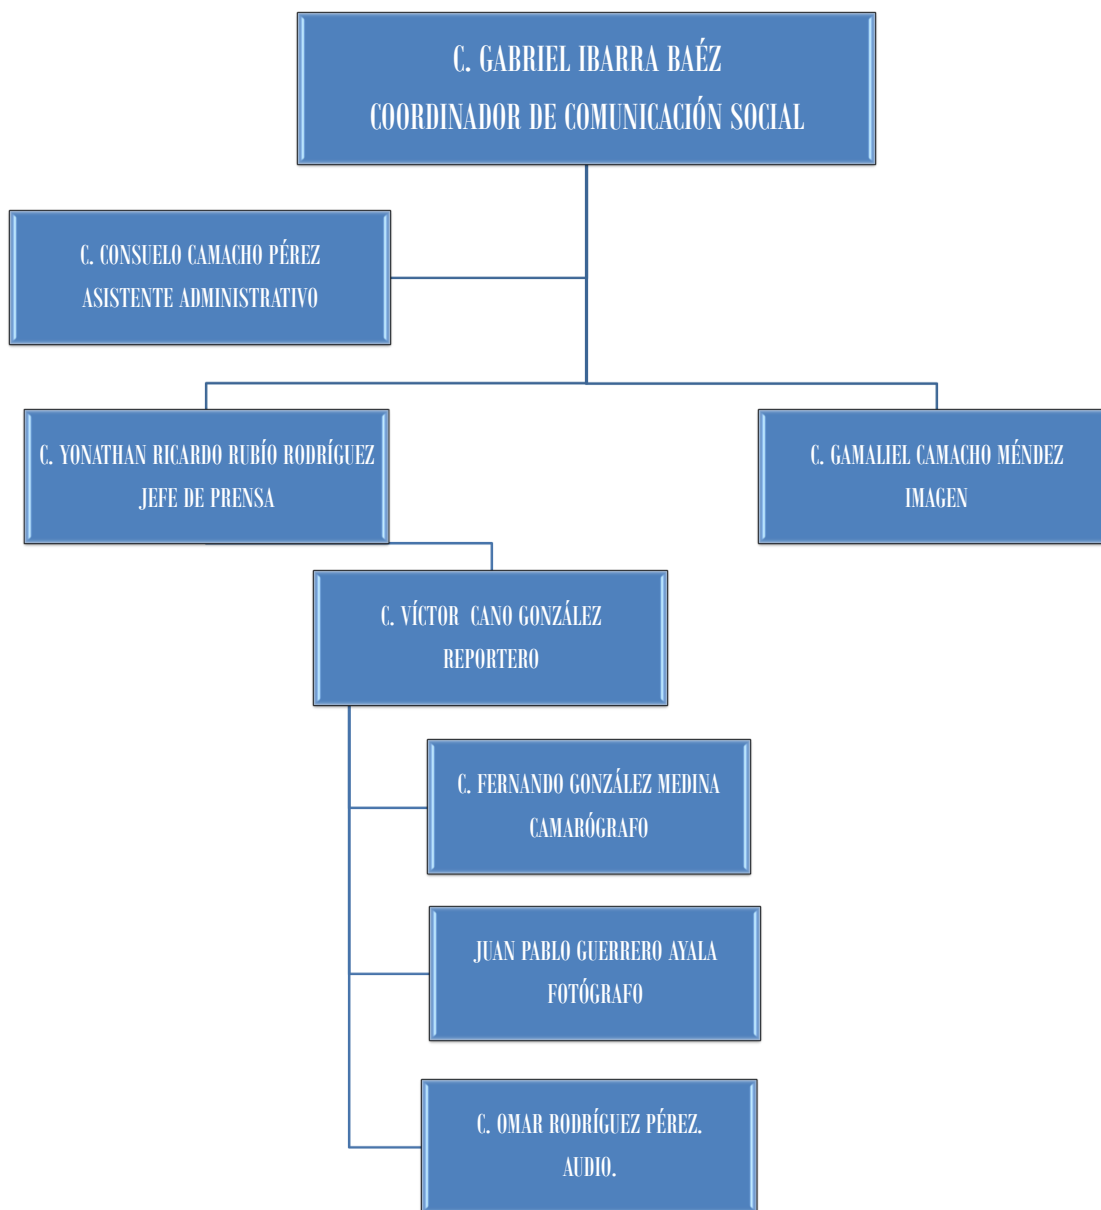 C. GABRIEL IBARRA BAÉZ
COORDINADOR DE COMUNICACIÓN SOCIAL
C. CONSUELO CAMACHO PÉREZ
ASISTENTE ADMINISTRATIVO
C. YONATHAN RICARDO RUBÍO RODRÍGUEZ
JEFE DE PRENSA
C. GAMALIEL CAMACHO MÉNDEZ
IMAGEN
C. VÍCTOR  CANO GONZÁLEZ
REPORTERO
C. FERNANDO GONZÁLEZ MEDINA
CAMARÓGRAFO
JUAN PABLO GUERRERO AYALA
FOTÓGRAFO
C. OMAR RODRÍGUEZ PÉREZ.
AUDIO.